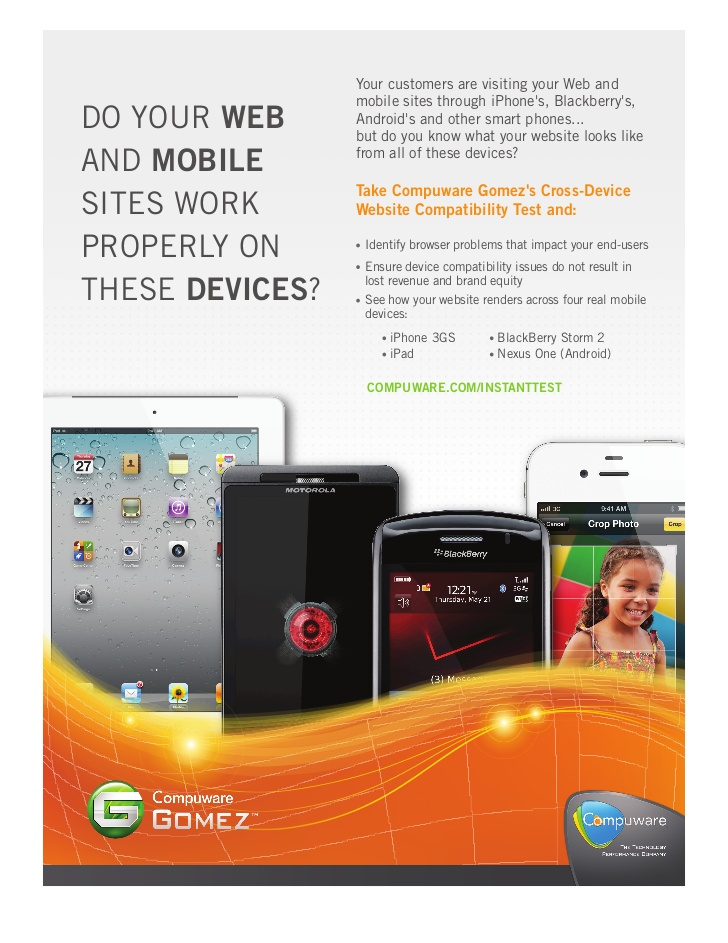 DO YOUR WEB
AND MOBILE
SITES WORK
PROPERLY ON
THESE DEVICES?
Your customers are visiting your Web and
mobile sites through iPhone's, Blackberry's,
Android's and other smart phones...
but do you know what your website looks like
from all of these devices?
Take Compuware Gomez's Cross-Device
Website Compatibility Test and:
• Identify browser problems that impact your end-users
• Ensure device compatibility issues do not result in
lost revenue and brand equity
• See how your website renders across four real mobile
devices:
• iPhone 3GS
• BlackBerry Storm 2
• iPad
• Nexus One (Android)
COMPUWARE.COM/INSTANTTEST
27
MOTOROLA
BlackBerry
12:21
Thursday, May 21
3G
9:41 AM
Cancel
Crop Photo
Crop
Compuware
GOMEZ™
Compuware
THE TECHNOLOGY
PERFORMANCE COMPANY